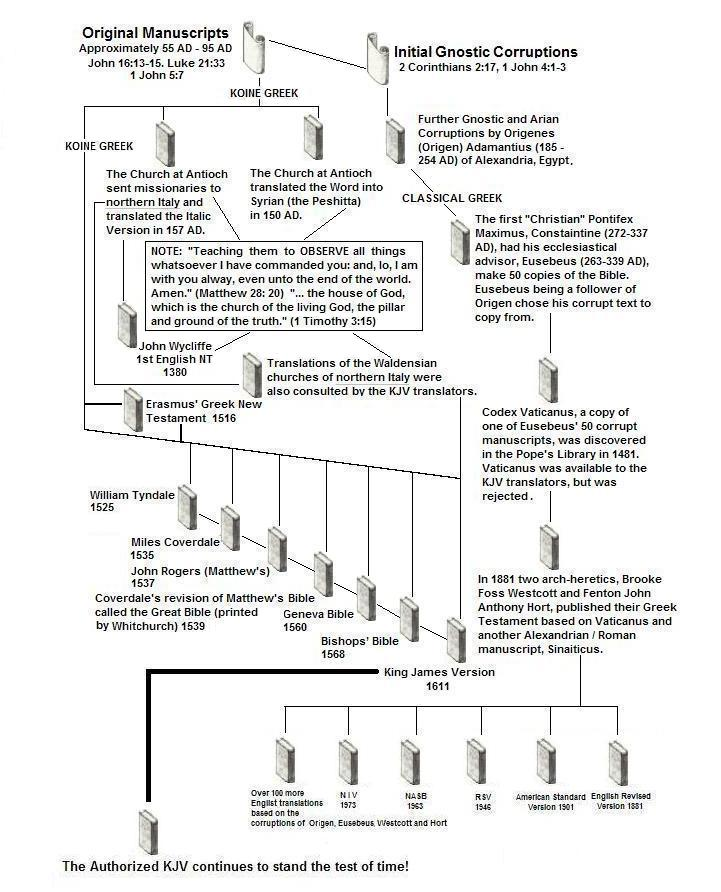 Original Manuscripts
Approximately 55 AD - 95 AD
John 16:13-15. Luke 21:33
1 John 5:7
Initial Gnostic Corruptions
2 Corinthians 2:17, 1 John 4:1-3
KOINE GREEK
KOINE GREEK
Further Gnostic and Arian
Corruptions by Origenes
(Origen) Adamantius (185 -
254 AD) of Alexandria, Egypt.
The Church at Antioch
sent missionaries to
northern Italy and
translated the Italic
Version in 157 AD.
The Church at Antioch
translated the Word into
Syrian (the Peshitta)
in 150 AD.
CLASSICAL GREEK
The first "Christian" Pontifex
Maximus, Constaintine (272-337
AD), had his ecclesiastical
advisor, Eusebeus (263-339 AD),
make 50 copies of the Bible.
Eusebeus being a follower of
Origen chose his corrupt text to
copy from.
NOTE: "Teaching them to OBSERVE all things
whatsoever I have commanded you: and, lo, I am
with you alway, even unto the end of the world.
Amen." (Matthew 28: 20) "... the house of God,
which is the church of the living God, the pillar
and ground of the truth." (1 Timothy 3:15)
John Wycliffe
1st English NT
1380
Translations of the Waldensian
churches of northern Italy were
also consulted by the KJV translators.
Erasmus' Greek New
Testament 1516
Codex Vaticanus, a copy of
one of Eusebeus' 50 corrupt
manuscripts, was discovered
in the Pope's Library in 1481.
Vaticanus was available to the
KJV translators, but was
rejected.
William Tyndale
1525
Miles Coverdale
1535
John Rogers (Matthew's)
1537
Coverdale's revision of Matthew's Bible
called the Great Bible (printed
by Whitchurch) 1539
Geneva Bible
1560
Bishops' Bible
1568
King James Version
1611
In 1881 two arch-heretics, Brooke
Foss Westcott and Fenton John
Anthony Hort, published their Greek
Testament based on Vaticanus and
another Alexandrian / Roman
manuscript, Sinaiticus.
Over 100 more
Englist translations
based on the
corruptions of Origen, Eusebeus, Westcott and Hort
N I V
1973
NASB
1963
RSV
1946
American Standard
Version 1901
English Revised
Version 1881
The Authorized KJV continues to stand the test of time!